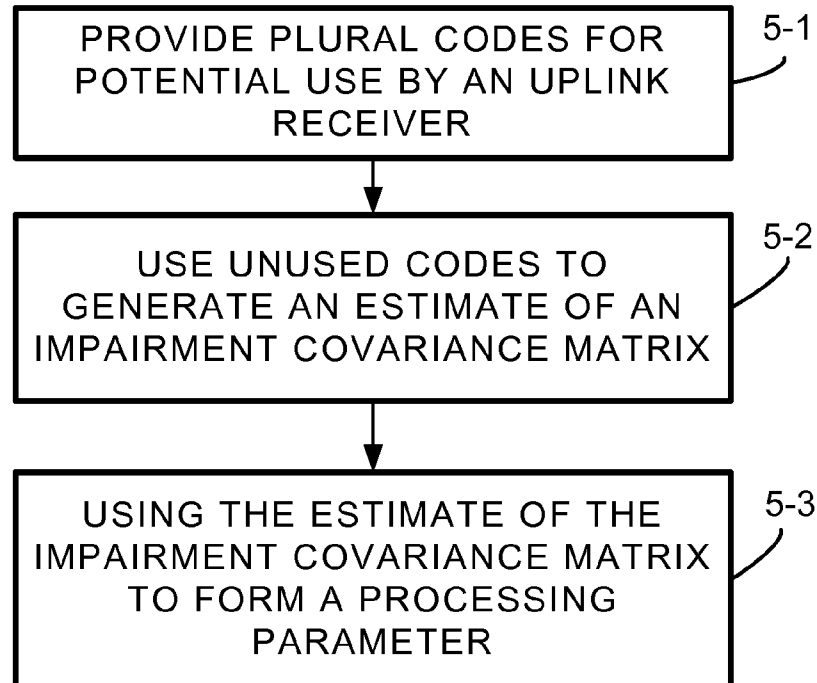 PROVIDE PLURAL CODES FOR
POTENTIAL USE BY AN UPLINK
RECEIVER
5-1
USE UNUSED CODES TO
GENERATE AN ESTIMATE OF AN
IMPAIRMENT COVARIANCE MATRIX
5-2
USING THE ESTIMATE OF THE
IMPAIRMENT COVARIANCE MATRIX
TO FORM A PROCESSING
PARAMETER
5-3